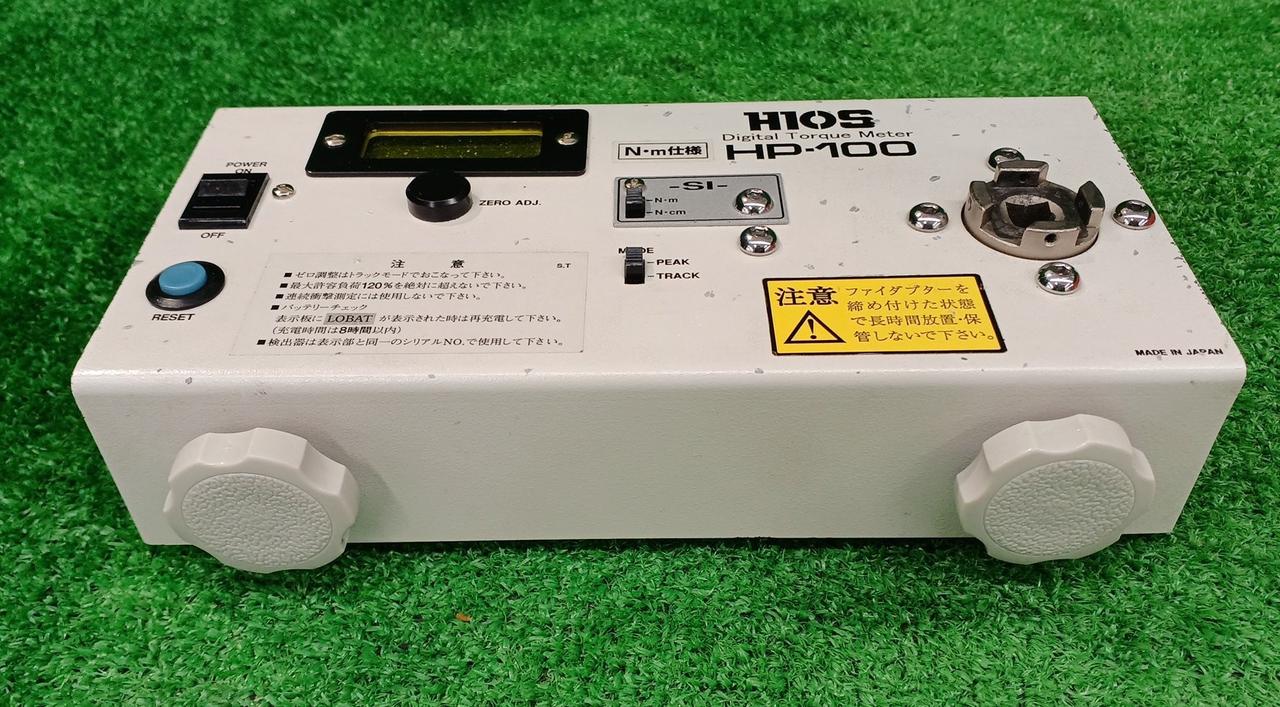 HIOS
Digital Torque Meter
N・m仕様
HP-100
POWER
ON
OFF
ZERO ADJ.
-SI-
N・m
N・cm
RESET
MODE
PEAK
TRACK
注意 S.T
■ゼロ調整はトラックモードでおこなって下さい。
■最大許容負荷120%を絶対に超えないで下さい。
■連続衝撃測定には使用しないで下さい。
■バッテリーチェック
表示板に LOBAT が表示された時は再充電して下さい。
(充電時間は8時間以内)
■検出器は表示部と同一のシリアルNO.で使用して下さい。
注意
ファイダプターを
締め付けた状態
で長時間放置・保
管しないで下さい。
MADE IN JAPAN